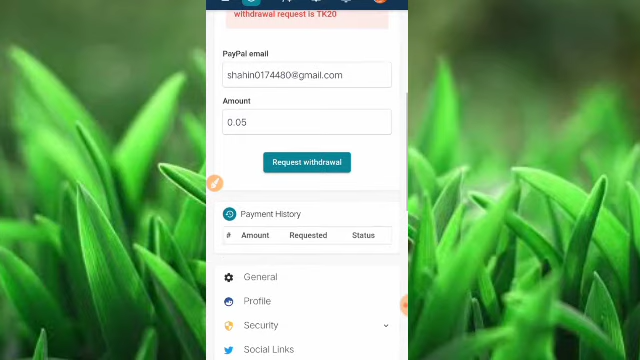 withdrawal request is TK20
PayPal email
shahin0174480@gmail.com
Amount
0.05
Request withdrawal
Payment History
# Amount Requested Status
General
Profile
Security
Social Links